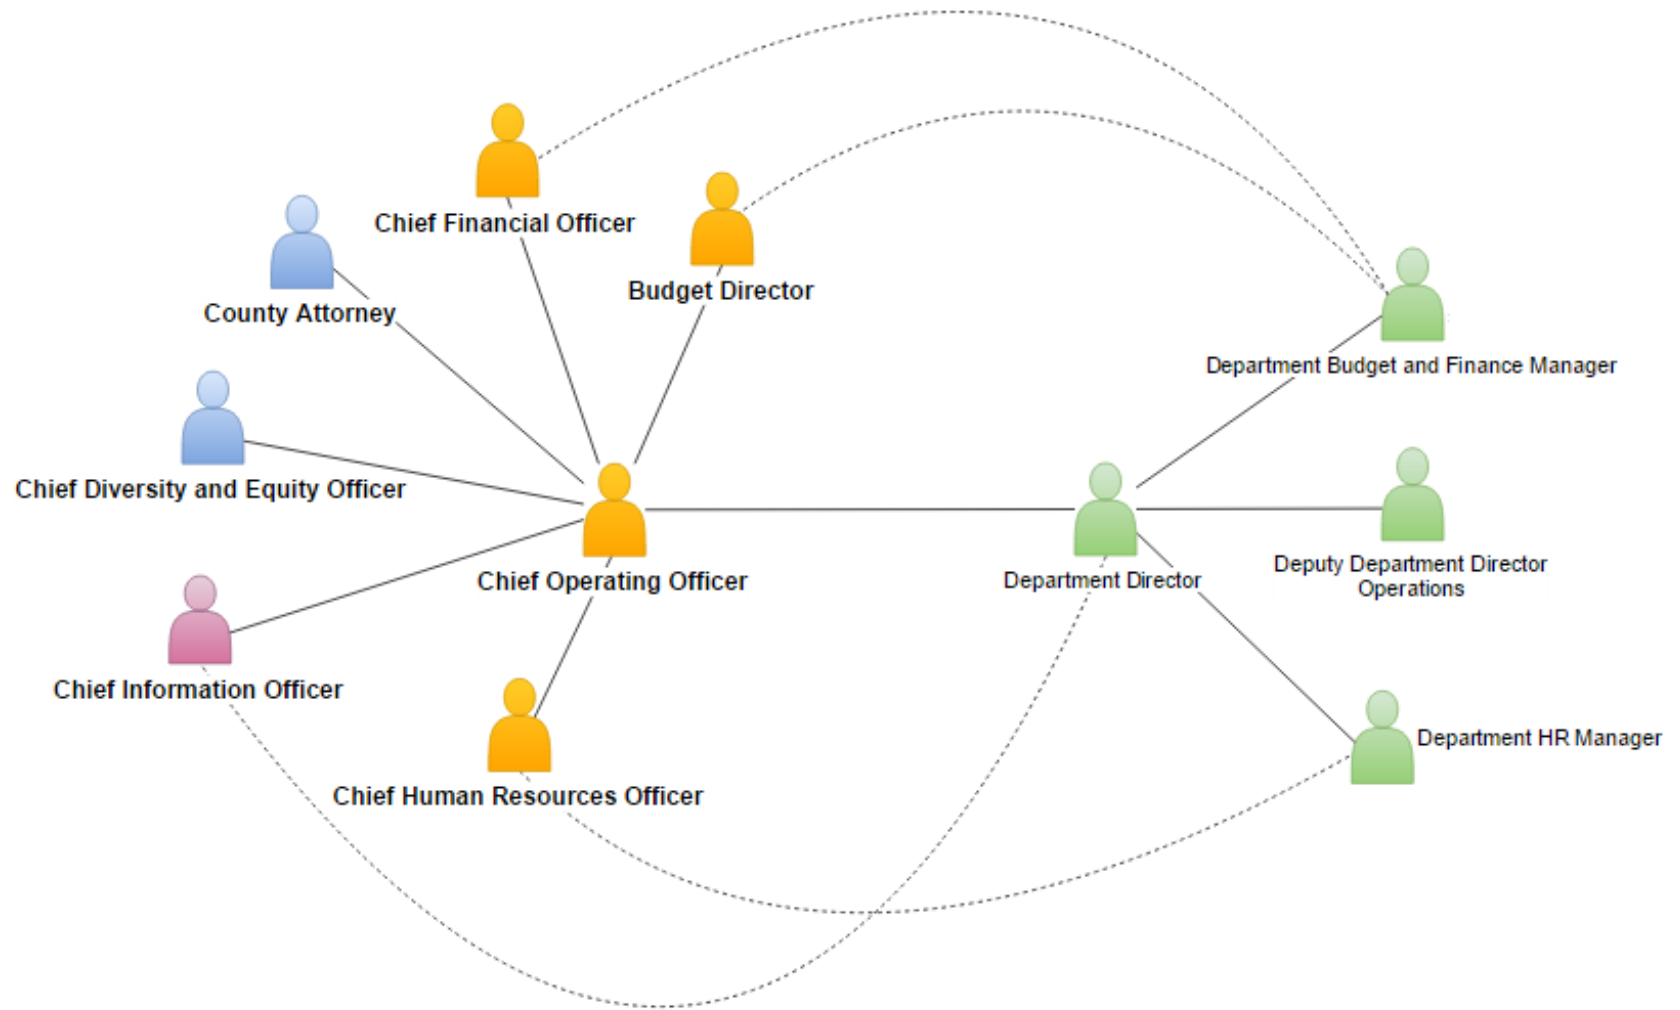 Chief Financial Officer
Budget Director
County Attorney
Department Budget and Finance Manager
Chief Diversity and Equity Officer
Chief Operating Officer
Department Director
Deputy Department Director
Operations
Chief Information Officer
Department HR Manager
Chief Human Resources Officer